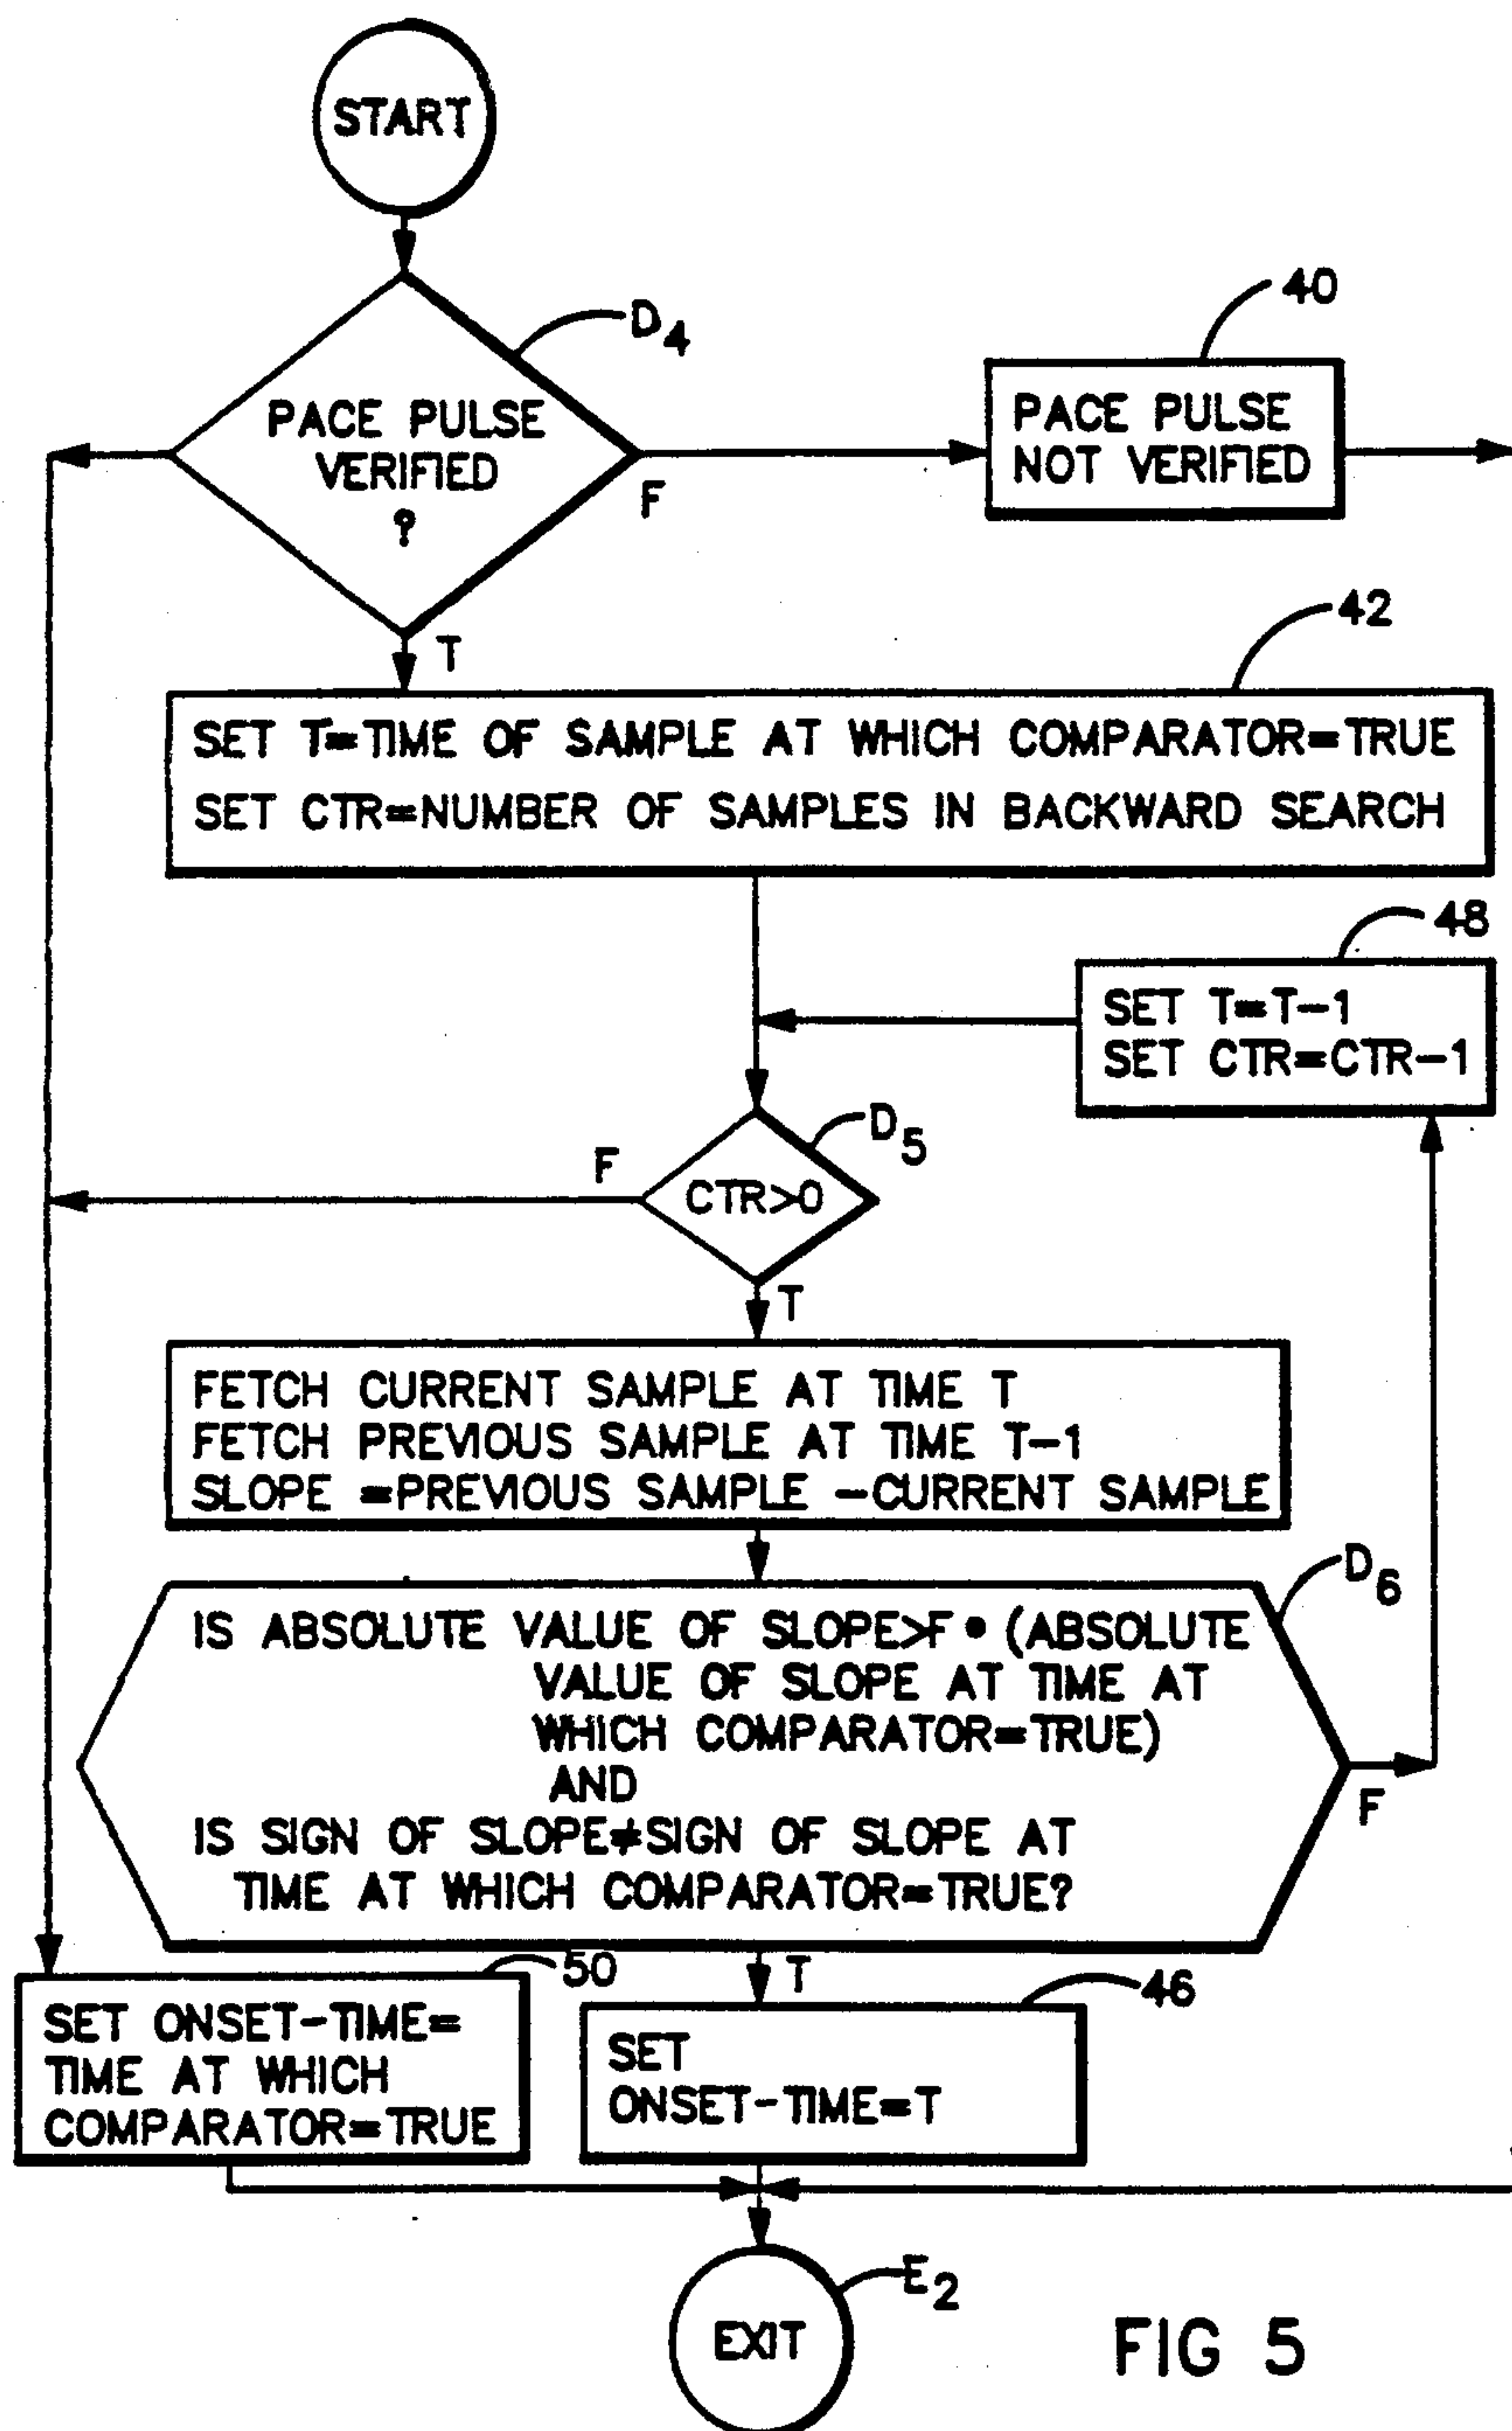 START
D4
PACE PULSE
VERIFIED
?
F
T
40
PACE PULSE
NOT VERIFIED
42
SET T=TIME OF SAMPLE AT WHICH COMPARATOR=TRUE
SET CTR=NUMBER OF SAMPLES IN BACKWARD SEARCH
48
SET T=T-1
SET CTR=CTR-1
D5
F
CTR>0
T
FETCH CURRENT SAMPLE AT TIME T
FETCH PREVIOUS SAMPLE AT TIME T-1
SLOPE =PREVIOUS SAMPLE -CURRENT SAMPLE
D6
IS ABSOLUTE VALUE OF SLOPE>F • (ABSOLUTE
VALUE OF SLOPE AT TIME AT
WHICH COMPARATOR=TRUE)
AND
IS SIGN OF SLOPE≠SIGN OF SLOPE AT
TIME AT WHICH COMPARATOR=TRUE?
F
T
50
SET ONSET-TIME=
TIME AT WHICH
COMPARATOR=TRUE
46
SET
ONSET-TIME=T
E2
EXIT
FIG 5